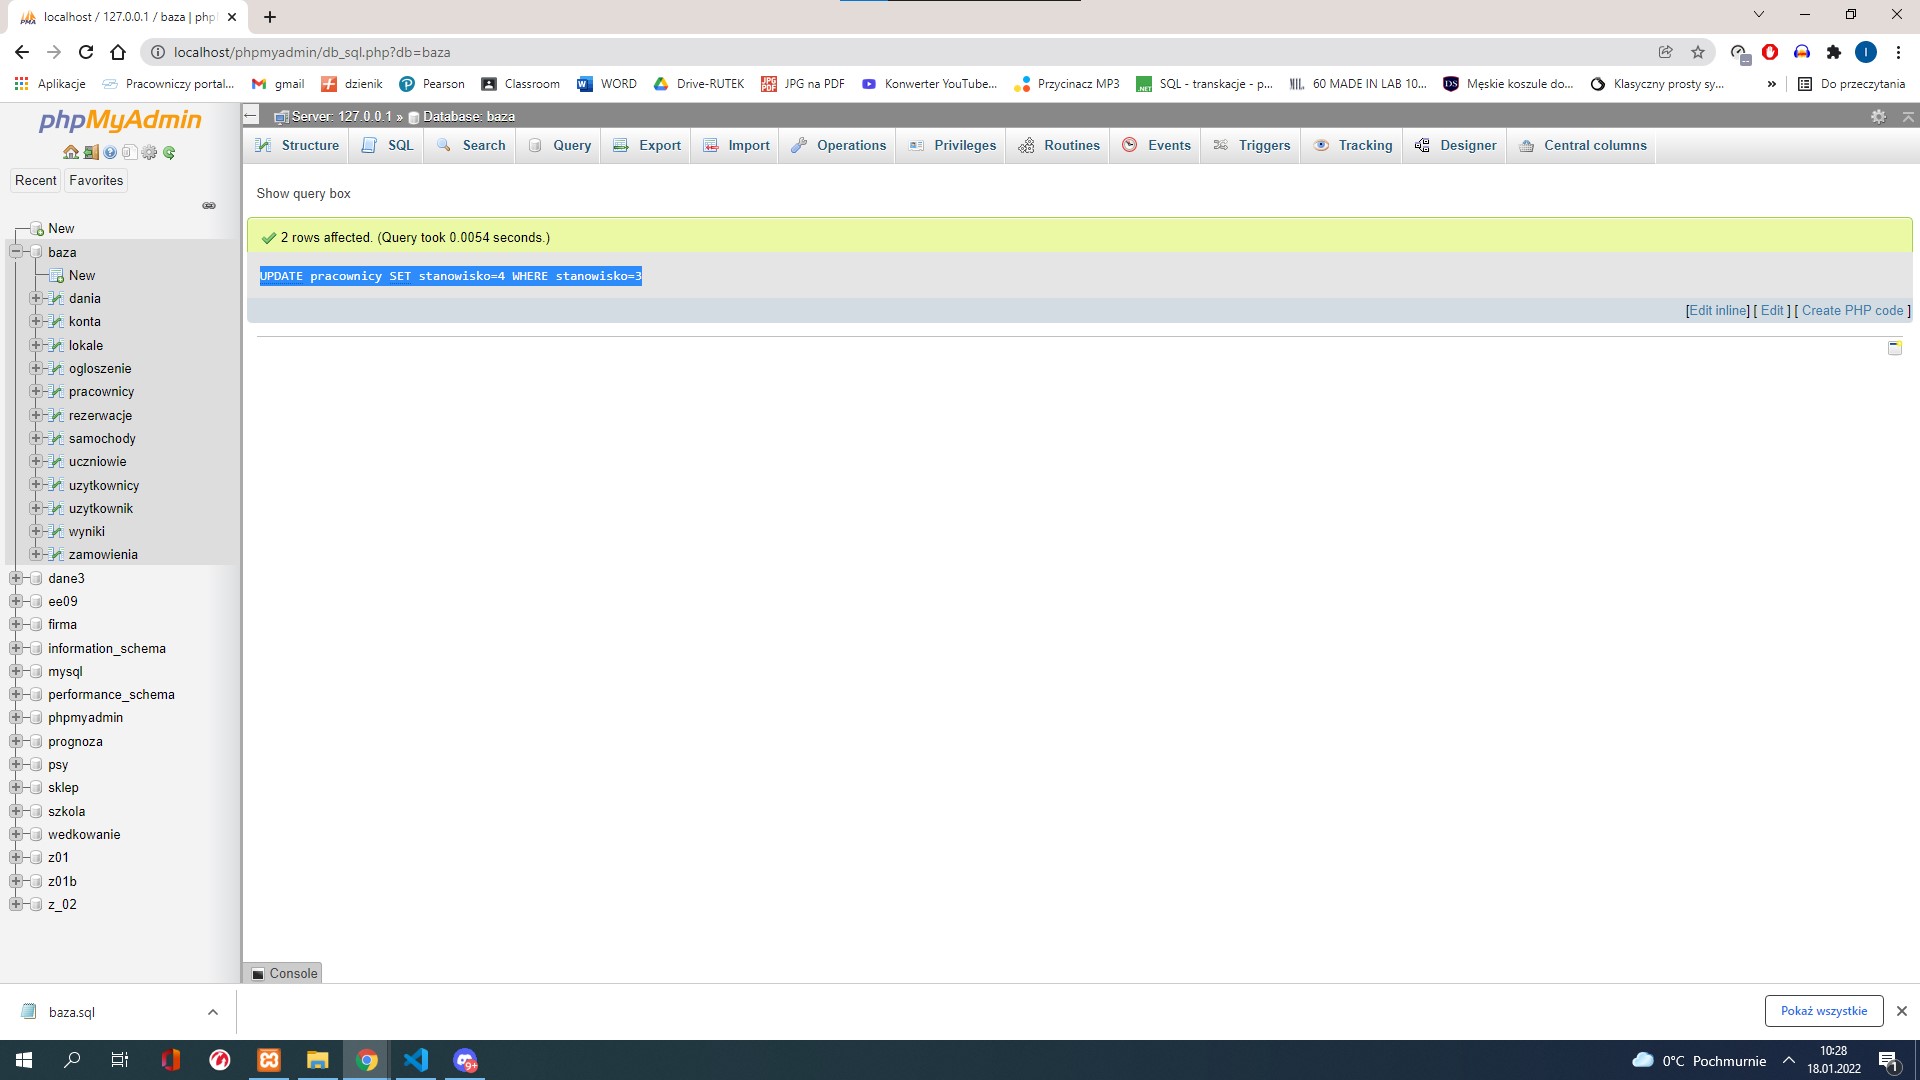 localhost / 127.0.0.1 / baza | php
localhost/phpmyadmin/db_sql.php?db=baza
Aplikacje
Pracowniczy portal...
gmail
dzienik
Pearson
Classroom
WORD
Drive-RUTEK
JPG na PDF
Konwerter YouTube...
Przycinacz MP3
SQL - transkacje - p...
60 MADE IN LAB 10...
Męskie koszule do...
Klasyczny prosty sy...
»
Do przeczytania
phpMyAdmin
Recent
Favorites
New
baza
New
dania
konta
lokale
ogloszenie
pracownicy
rezerwacje
samochody
uczniowie
uzytkownicy
uzytkownik
wyniki
zamowienia
dane3
ee09
firma
information_schema
mysql
performance_schema
phpmyadmin
prognoza
psy
sklep
szkola
wedkowanie
z01
z01b
z_02
Server: 127.0.0.1 » Database: baza
Structure
SQL
Search
Query
Export
Import
Operations
Privileges
Routines
Events
Triggers
Tracking
Designer
Central columns
Show query box
2 rows affected. (Query took 0.0054 seconds.)
UPDATE pracownicy SET stanowisko=4 WHERE stanowisko=3
[Edit inline] [ Edit ] [ Create PHP code ]
Console
baza.sql
Pokaż wszystkie
0°C Pochmurnie
10:28
18.01.2022